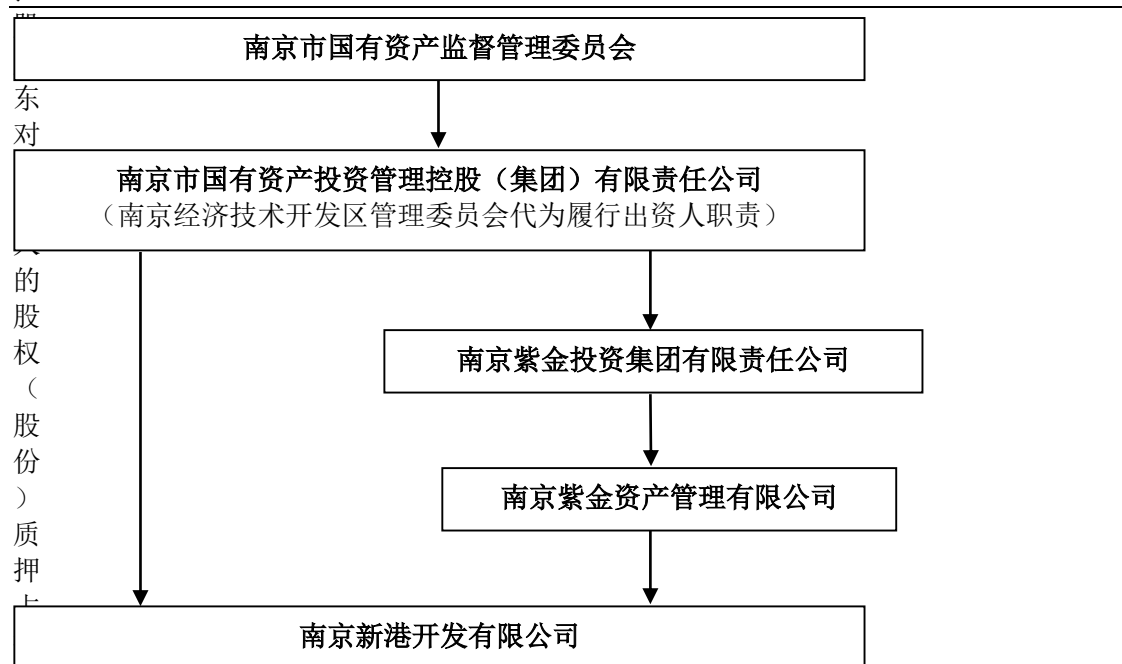 南京市国有资产监督管理委员会
东
对
南京市国有资产投资管理控股（集团）有限责任公司
（南京经济技术开发区管理委员会代为履行出资人职责）
的
股
权
（
股
份
）
质
押
南京紫金投资集团有限责任公司
南京紫金资产管理有限公司
南京新港开发有限公司